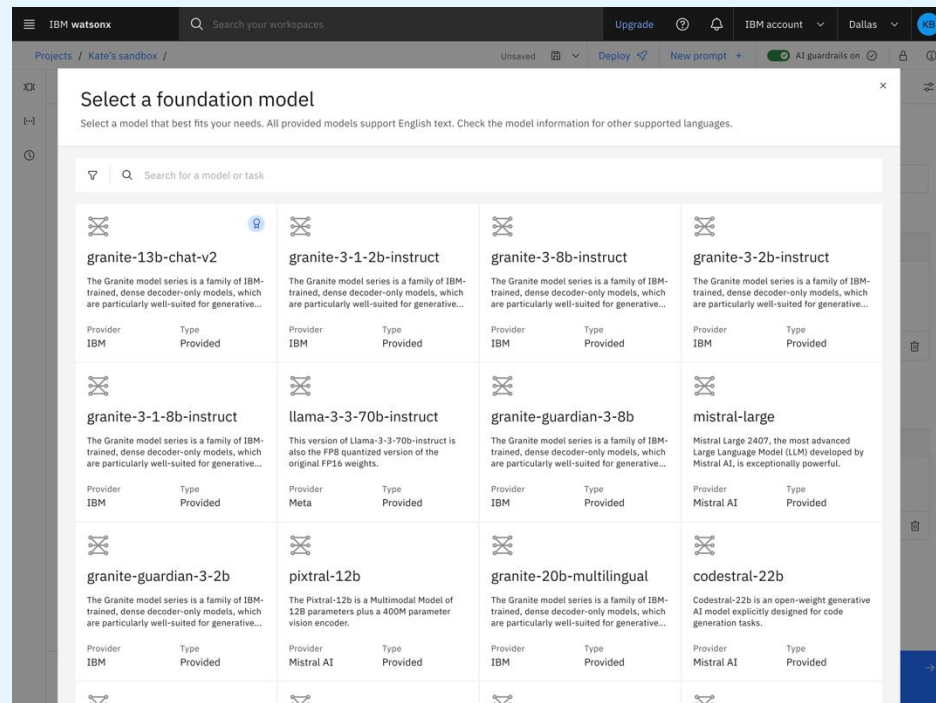 IBM watsonx
Search your workspaces
Upgrade
IBM account
Dallas
KB
Projects / Kate's sandbox /
Unsaved
Deploy
New prompt +
AI guardrails on
Select a foundation model
Select a model that best fits your needs. All provided models support English text. Check the model information for other supported languages.
Search for a model or task
granite-13b-chat-v2
The Granite model series is a family of IBM-
trained, dense decoder-only models, which
are particularly well-suited for generative...
Provider Type
IBM Provided
granite-3-1-2b-instruct
The Granite model series is a family of IBM-
trained, dense decoder-only models, which
are particularly well-suited for generative...
Provider Type
IBM Provided
granite-3-8b-instruct
The Granite model series is a family of IBM-
trained, dense decoder-only models, which
are particularly well-suited for generative...
Provider Type
IBM Provided
granite-3-2b-instruct
The Granite model series is a family of IBM-
trained, dense decoder-only models, which
are particularly well-suited for generative...
Provider Type
IBM Provided
granite-3-1-8b-instruct
The Granite model series is a family of IBM-
trained, dense decoder-only models, which
are particularly well-suited for generative...
Provider Type
IBM Provided
llama-3-3-70b-instruct
This version of Llama-3-3-70b-instruct is
also the FP8 quantized version of the
original FP16 weights.
Provider Type
Meta Provided
granite-guardian-3-8b
The Granite model series is a family of IBM-
trained, dense decoder-only models, which
are particularly well-suited for generative...
Provider Type
IBM Provided
mistral-large
Mistral Large 2407, the most advanced
Large Language Model (LLM) developed by
Mistral AI, is exceptionally powerful.
Provider Type
Mistral AI Provided
granite-guardian-3-2b
The Granite model series is a family of IBM-
trained, dense decoder-only models, which
are particularly well-suited for generative...
Provider Type
IBM Provided
pixtral-12b
The Pixtral-12b is a Multimodal Model of
12B parameters plus a 400M parameter
vision encoder.
Provider Type
Mistral AI Provided
granite-20b-multilingual
The Granite model series is a family of IBM-
trained, dense decoder-only models, which
are particularly well-suited for generative...
Provider Type
IBM Provided
codestral-22b
Codestral-22b is an open-weight generative
AI model explicitly designed for code
generation tasks.
Provider Type
Mistral AI Provided